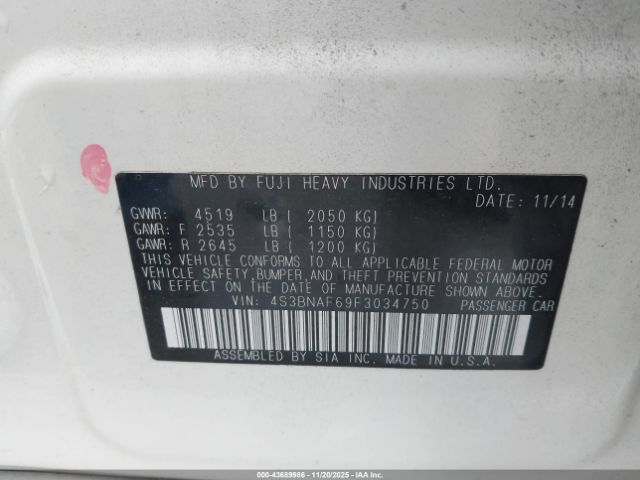 MFD BY FUJI HEAVY INDUSTRIES LTD.
DATE: 11/14
GVWR: 4519 LB ( 2050 KG)
GAWR: F 2535 LB ( 1150 KG)
GAWR: R 2645 LB ( 1200 KG)
THIS VEHICLE CONFORMS TO ALL APPLICABLE FEDERAL MOTOR
VEHICLE SAFETY, BUMPER, AND THEFT PREVENTION STANDARDS
IN EFFECT ON THE DATE OF MANUFACTURE SHOWN ABOVE.
VIN: 4S3BNAF69F3034750 PASSENGER CAR
ASSEMBLED BY SIA INC. MADE IN U.S.A.
000-43689986 - 11/20/2025 - IAAI.COM